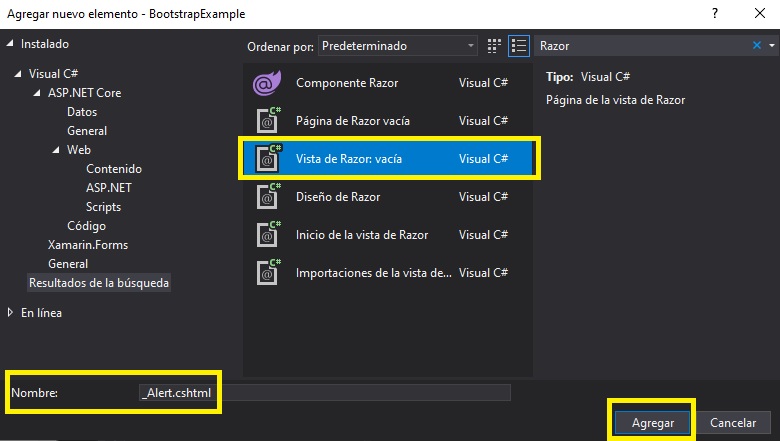 Agregar nuevo elemento - BootstrapExample ? ×
Instalado
Ordenar por: Predeterminado
Razor
Visual C#
ASP.NET Core
Datos
General
Web
Contenido
ASP.NET
Scripts
Código
Xamarin.Forms
General
Resultados de la búsqueda
En línea
Componente Razor Visual C#
C# @ Página de Razor vacía Visual C#
C# @ Vista de Razor: vacía Visual C#
C# @ Diseño de Razor Visual C#
C# @ Inicio de la vista de Razor Visual C#
C# @ Importaciones de la vista de... Visual C#
Tipo: Visual C#
Página de la vista de Razor
Nombre: _Alert.cshtml
Agregar Cancelar